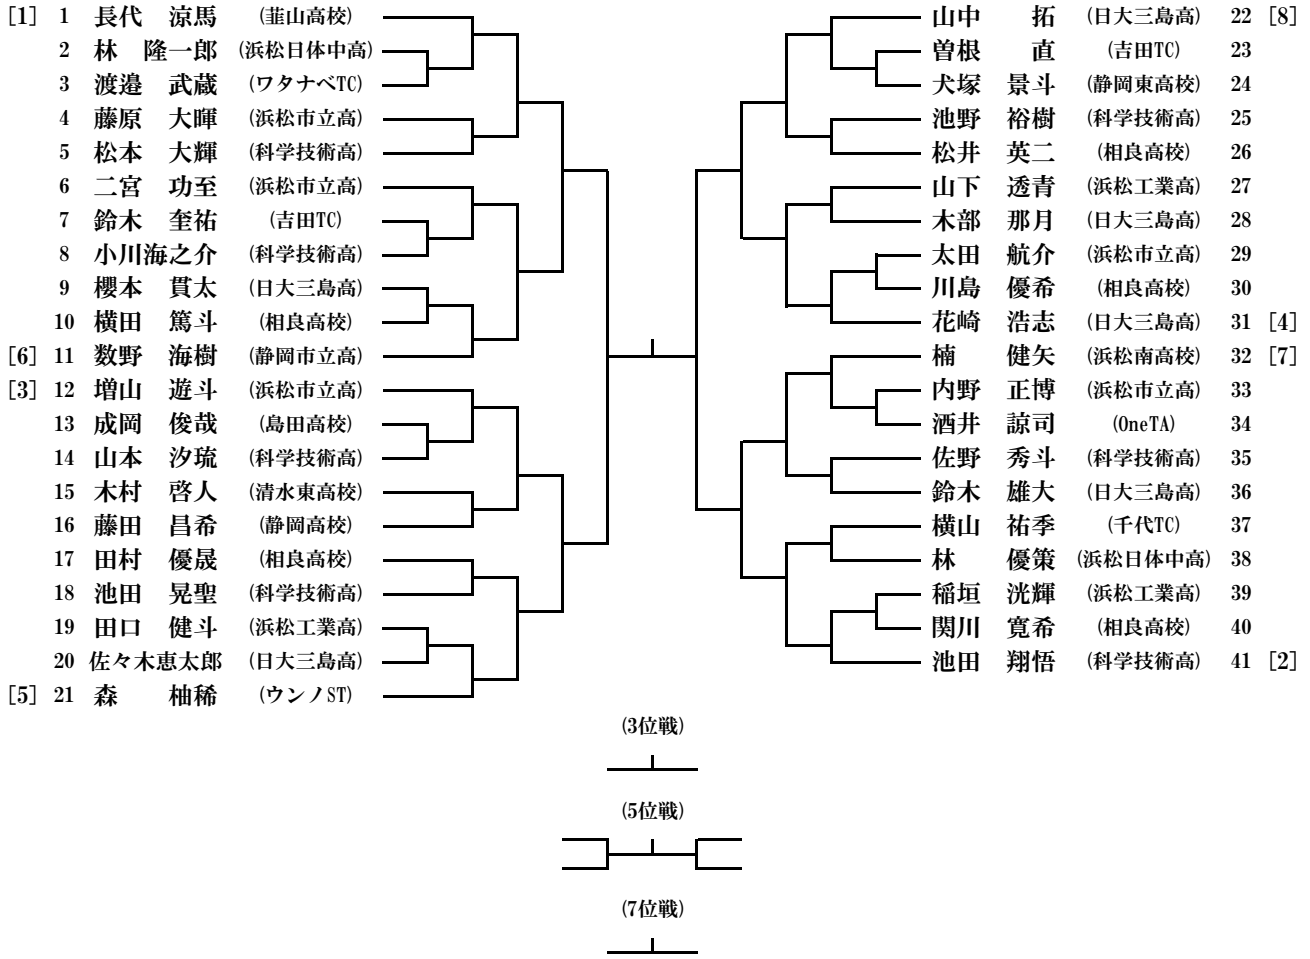 [1] 1 長代 涼馬 (韮山高校)
2 林 隆一郎 (浜松日体中高)
3 渡邉 武蔵 (ワタナベTC)
4 藤原 大暉 (浜松市立高)
5 松本 大輝 (科学技術高)
6 二宮 功至 (浜松市立高)
7 鈴木 奎祐 (吉田TC)
8 小川海之介 (科学技術高)
9 櫻本 貫太 (日大三島高)
10 横田 篤斗 (相良高校)
[6] 11 数野 海樹 (静岡市立高)
[3] 12 増山 遊斗 (浜松市立高)
13 成岡 俊哉 (島田高校)
14 山本 汐琉 (科学技術高)
15 木村 啓人 (清水東高校)
16 藤田 昌希 (静岡高校)
17 田村 優晟 (相良高校)
18 池田 晃聖 (科学技術高)
19 田口 健斗 (浜松工業高)
20 佐々木恵太郎 (日大三島高)
[5] 21 森 柚稀 (ウンノST)
山中 拓 (日大三島高) 22 [8]
曽根 直 (吉田TC) 23
犬塚 景斗 (静岡東高校) 24
池野 裕樹 (科学技術高) 25
松井 英二 (相良高校) 26
山下 透青 (浜松工業高) 27
木部 那月 (日大三島高) 28
太田 航介 (浜松市立高) 29
川島 優希 (相良高校) 30
花崎 浩志 (日大三島高) 31 [4]
楠 健矢 (浜松南高校) 32 [7]
内野 正博 (浜松市立高) 33
酒井 諒司 (OneTA) 34
佐野 秀斗 (科学技術高) 35
鈴木 雄大 (日大三島高) 36
横山 祐季 (千代TC) 37
林 優策 (浜松日体中高) 38
稲垣 洸輝 (浜松工業高) 39
関川 寛希 (相良高校) 40
池田 翔悟 (科学技術高) 41 [2]
(3位戦)
(5位戦)
(7位戦)